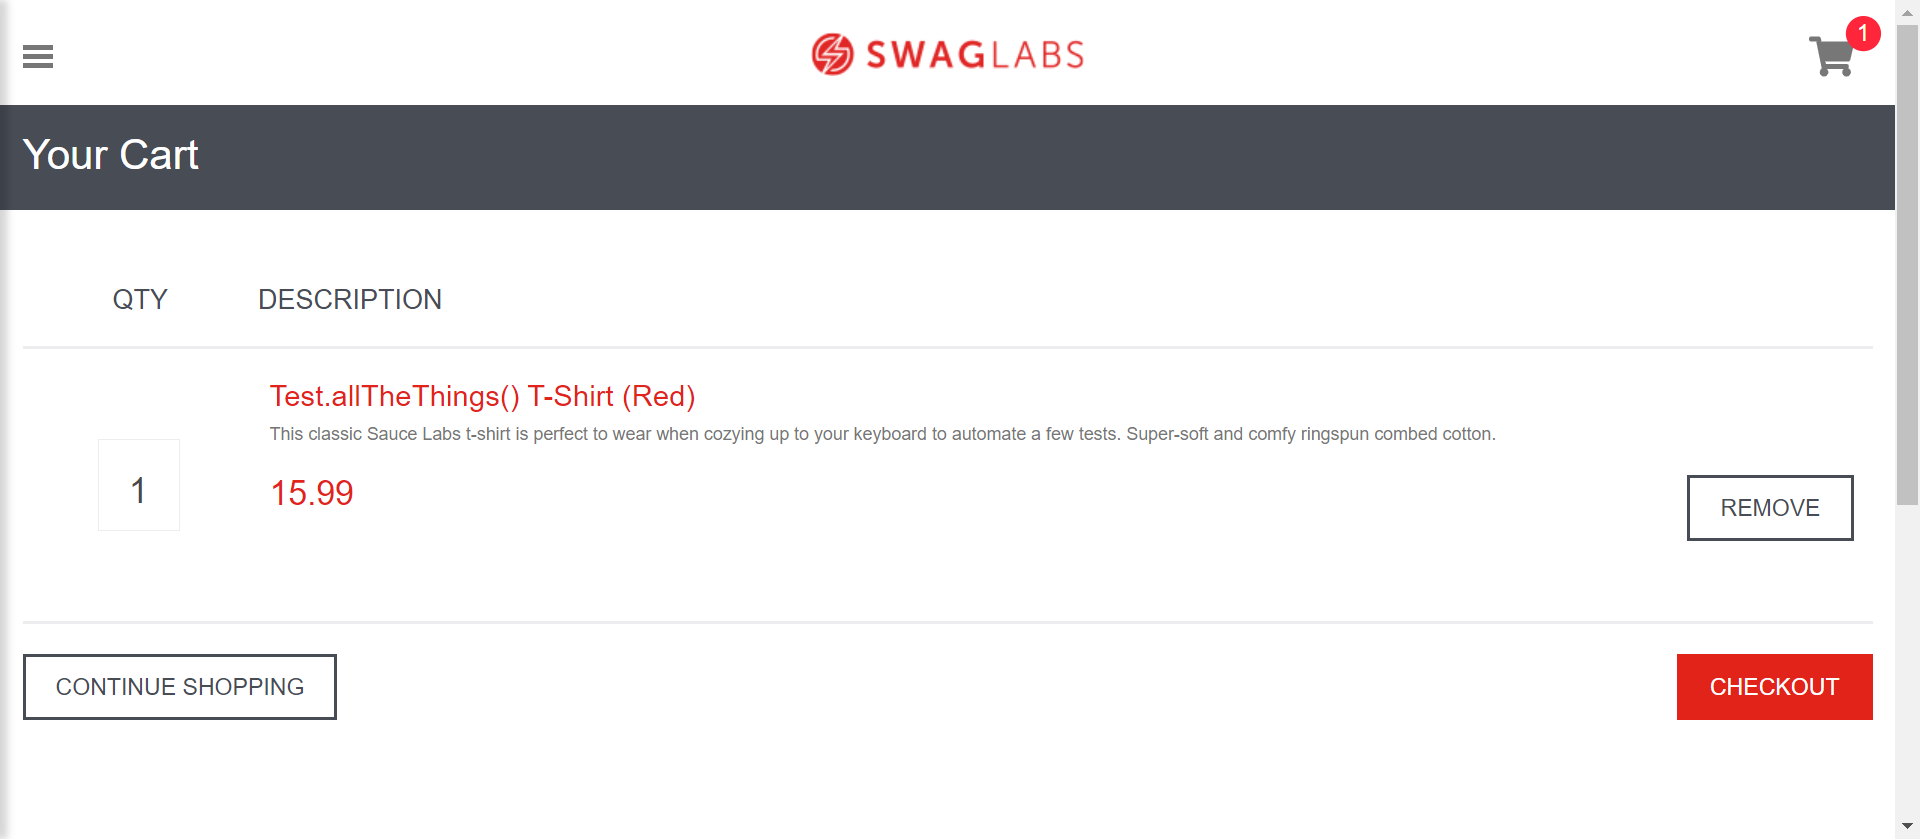 SWAGLABS
1
Your Cart
QTY DESCRIPTION
Test.allTheThings() T-Shirt (Red)
This classic Sauce Labs t-shirt is perfect to wear when cozying up to your keyboard to automate a few tests. Super-soft and comfy ringspun combed cotton.
1
15.99
REMOVE
CONTINUE SHOPPING
CHECKOUT